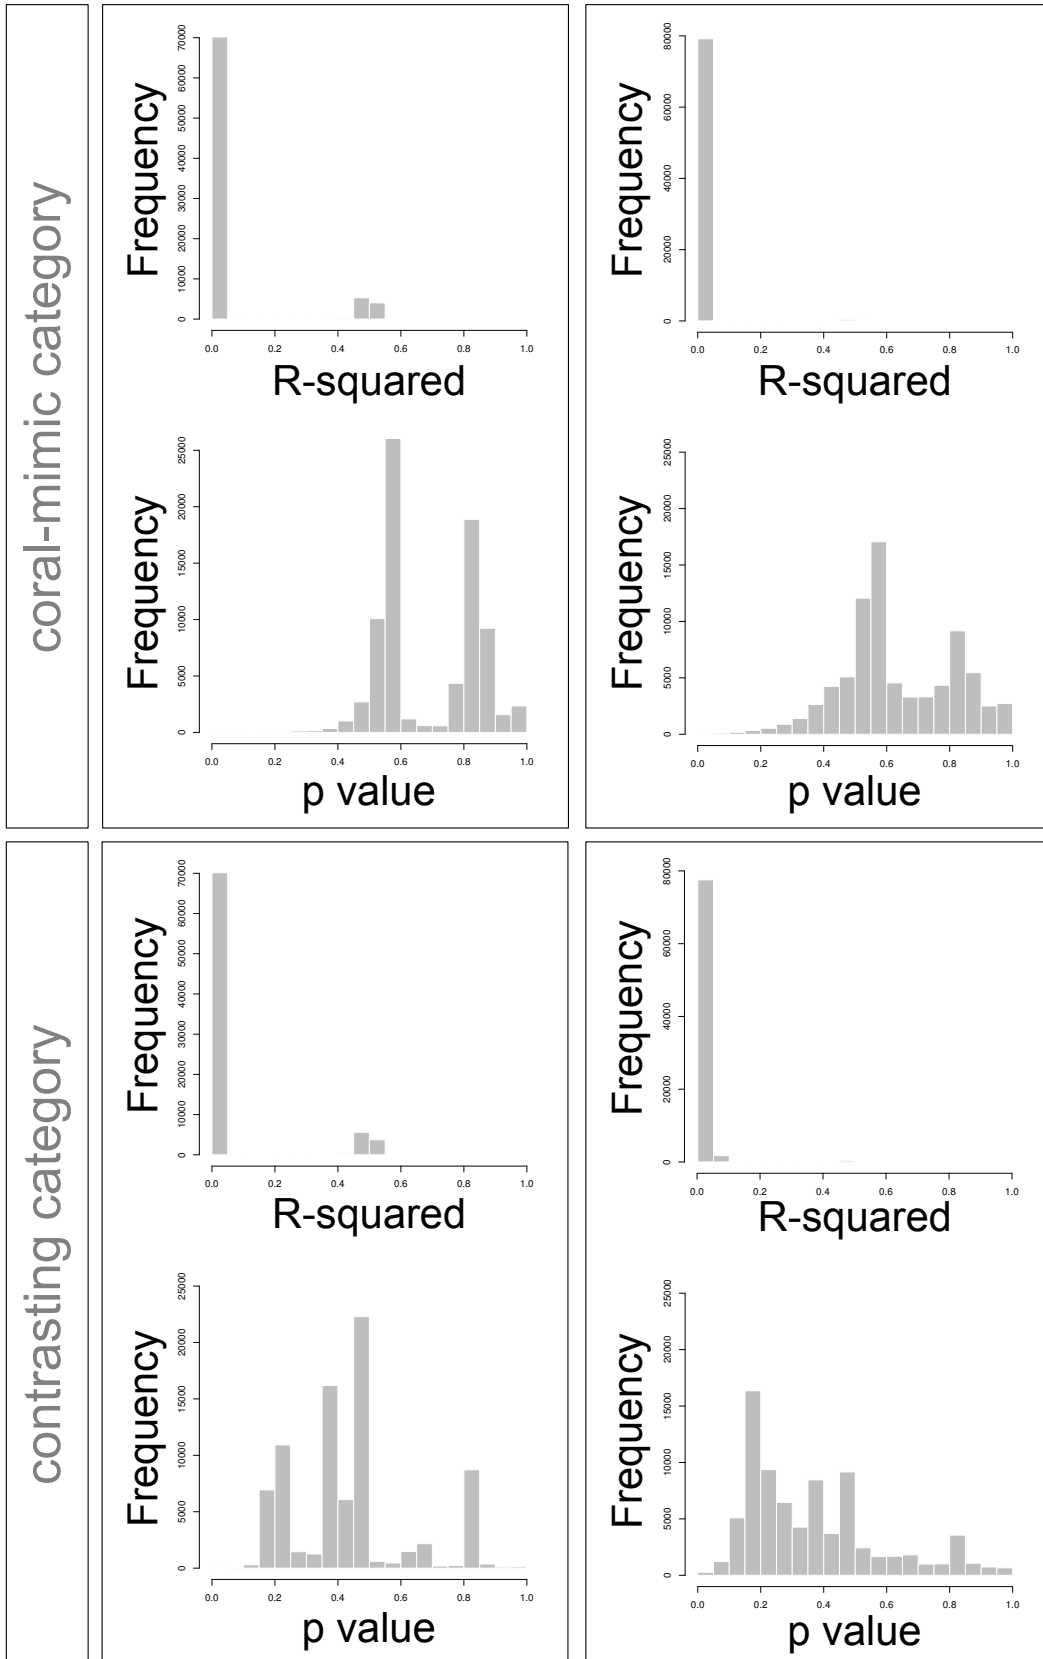 coral-mimic category
Frequency
0 10000 20000 30000 40000 50000 60000 70000
0.0 0.2 0.4 0.6 0.8 1.0
R-squared
Frequency
0 20000 40000 60000 80000
0.0 0.2 0.4 0.6 0.8 1.0
R-squared
Frequency
0 5000 10000 15000 20000 25000
0.0 0.2 0.4 0.6 0.8 1.0
p value
Frequency
0 5000 10000 15000 20000 25000
0.0 0.2 0.4 0.6 0.8 1.0
p value
contrasting category
Frequency
0 10000 20000 30000 40000 50000 60000 70000
0.0 0.2 0.4 0.6 0.8 1.0
R-squared
Frequency
0 20000 40000 60000 80000
0.0 0.2 0.4 0.6 0.8 1.0
R-squared
Frequency
0 5000 10000 15000 20000 25000
0.0 0.2 0.4 0.6 0.8 1.0
p value
Frequency
0 5000 10000 15000 20000 25000
0.0 0.2 0.4 0.6 0.8 1.0
p value